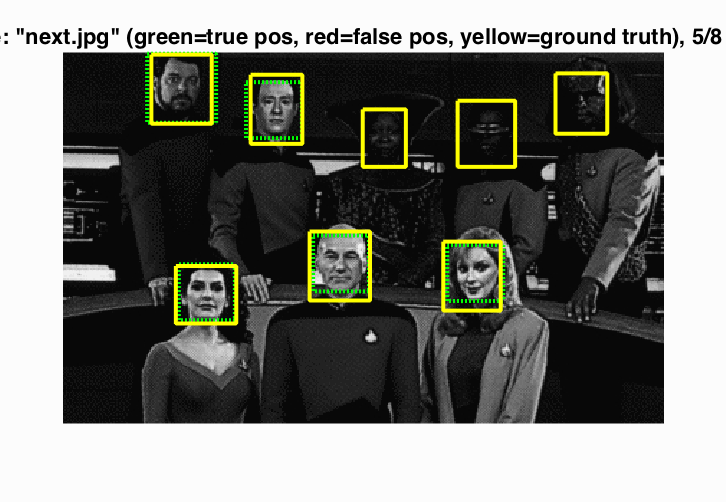 : "next.jpg" (green=true pos, red=false pos, yellow=ground truth), 5/8